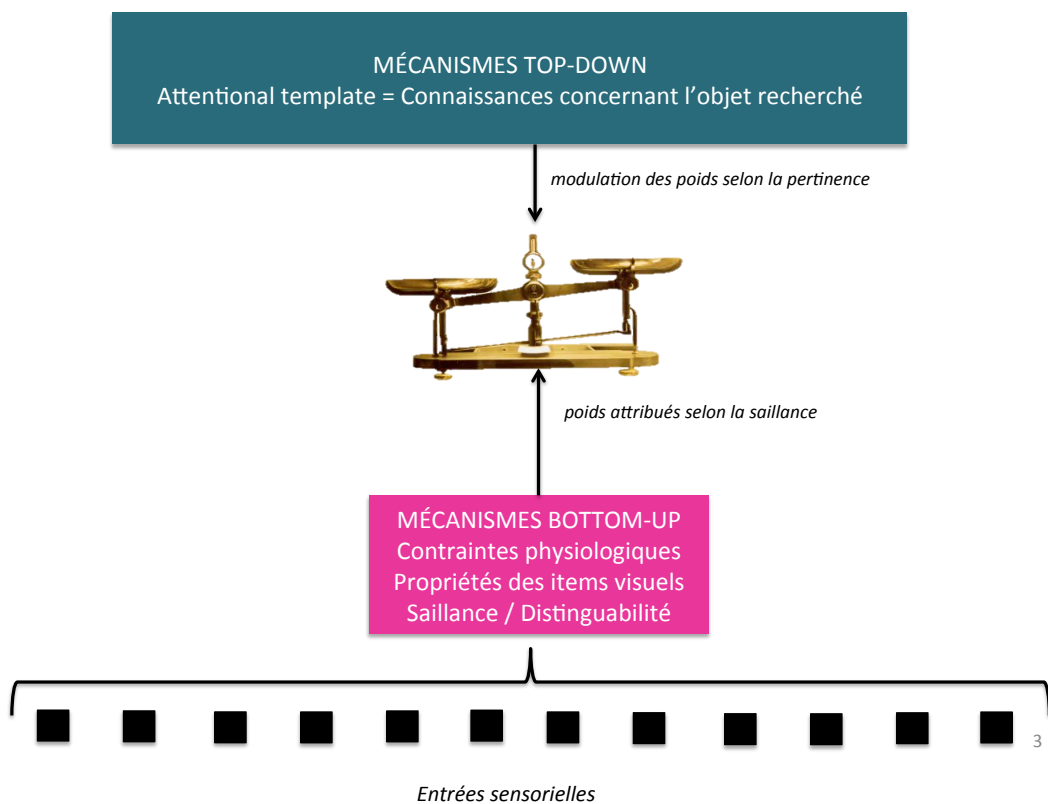 MÉCANISMES TOP-DOWN
Attentional template = Connaissances concernant l'objet recherché
modulation des poids selon la pertinence
poids attribués selon la saillance
MÉCANISMES BOTTOM-UP
Contraintes physiologiques
Propriétés des items visuels
Saillance / Distinguabilité
3
Entrées sensorielles